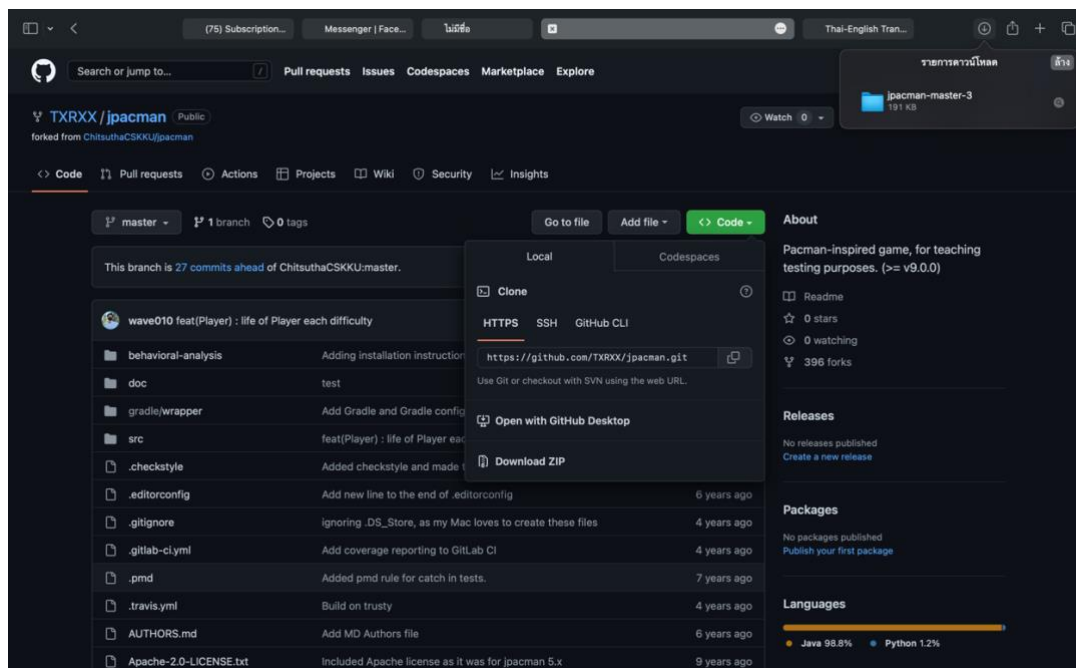 (75) Subscription...
Messenger | Face...
ไม่มีชื่อ
Thai-English Tran...
Search or jump to...
/
Pull requests
Issues
Codespaces
Marketplace
Explore
รายการดาวน์โหลด
ล้าง
jpacman-master-3
191 KB
TXRXX / jpacman
Public
Watch 0
forked from ChitsuthaCSKKU/jpacman
Code
Pull requests
Actions
Projects
Wiki
Security
Insights
master
1 branch
0 tags
Go to file
Add file
Code
This branch is 27 commits ahead of ChitsuthaCSKKU:master.
Local
Codespaces
Clone
HTTPS
SSH
GitHub CLI
https://github.com/TXRXX/jpacman.git
Use Git or checkout with SVN using the web URL.
Open with GitHub Desktop
Download ZIP
wave010 feat(Player) : life of Player each difficulty
behavioral-analysis
Adding installation instruction
doc
test
gradle/wrapper
Add Gradle and Gradle config
src
feat(Player) : life of Player
.checkstyle
Added checkstyle and made
.editorconfig
Add new line to the end of .editorconfig
6 years ago
.gitignore
ignoring .DS_Store, as my Mac loves to create these files
4 years ago
.gitlab-ci.yml
Add coverage reporting to GitLab CI
4 years ago
.pmd
Added pmd rule for catch in tests.
7 years ago
.travis.yml
Build on trusty
4 years ago
AUTHORS.md
Add MD Authors file
6 years ago
Apache-2.0-LICENSE.txt
Included Apache license as it was for jpacman 5.x
9 years ago
About
Pacman-inspired game, for teaching
testing purposes. (>= v9.0.0)
Readme
0 stars
0 watching
396 forks
Releases
No releases published
Create a new release
Packages
No packages published
Publish your first package
Languages
Java 98.8%
Python 1.2%